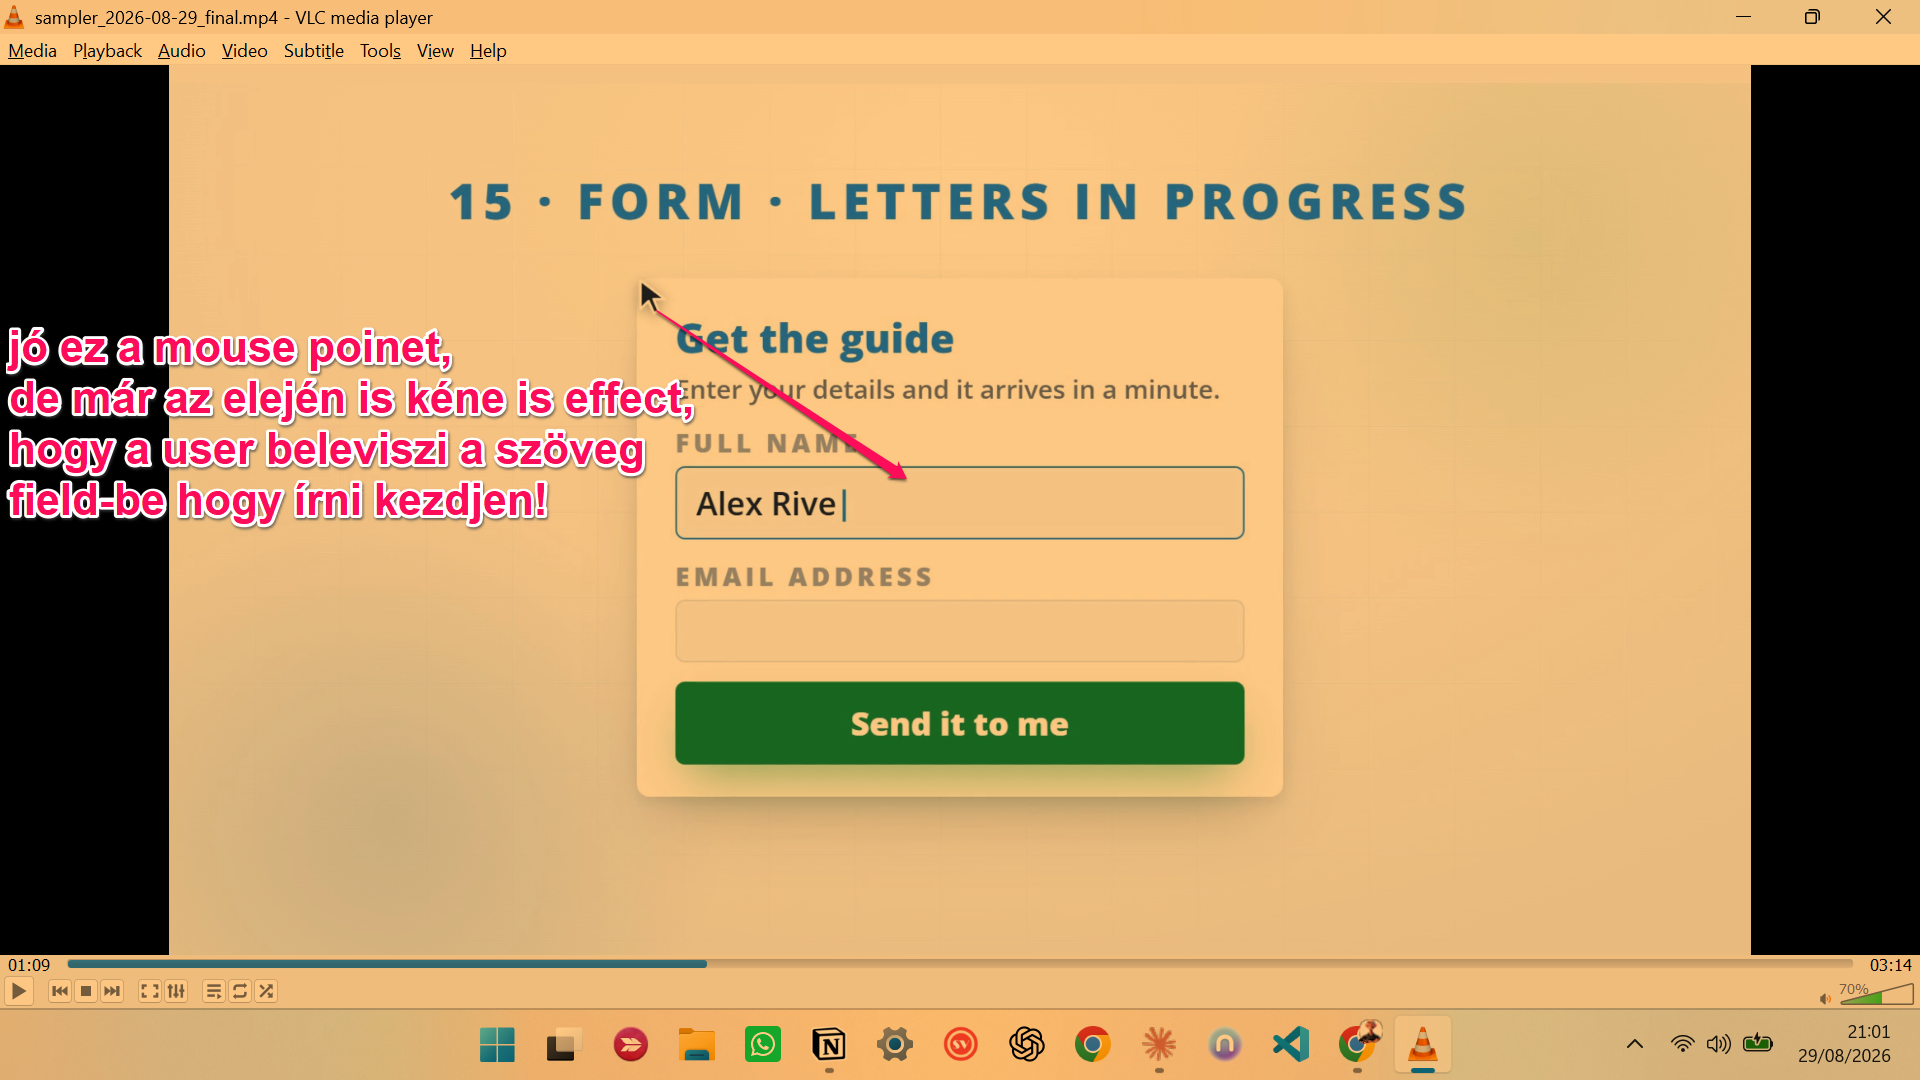 sampler_2026-08-29_final.mp4 - VLC media player
Media Playback Audio Video Subtitle Tools View Help
15 · FORM · LETTERS IN PROGRESS
Get the guide
Enter your details and it arrives in a minute.
FULL NAME
Alex Rive
EMAIL ADDRESS
Send it to me
jó ez a mouse poinet,
de már az elején is kéne is effect,
hogy a user beleviszi a szöveg
field-be hogy írni kezdjen!
01:09
03:14
70%
21:01
29/08/2026